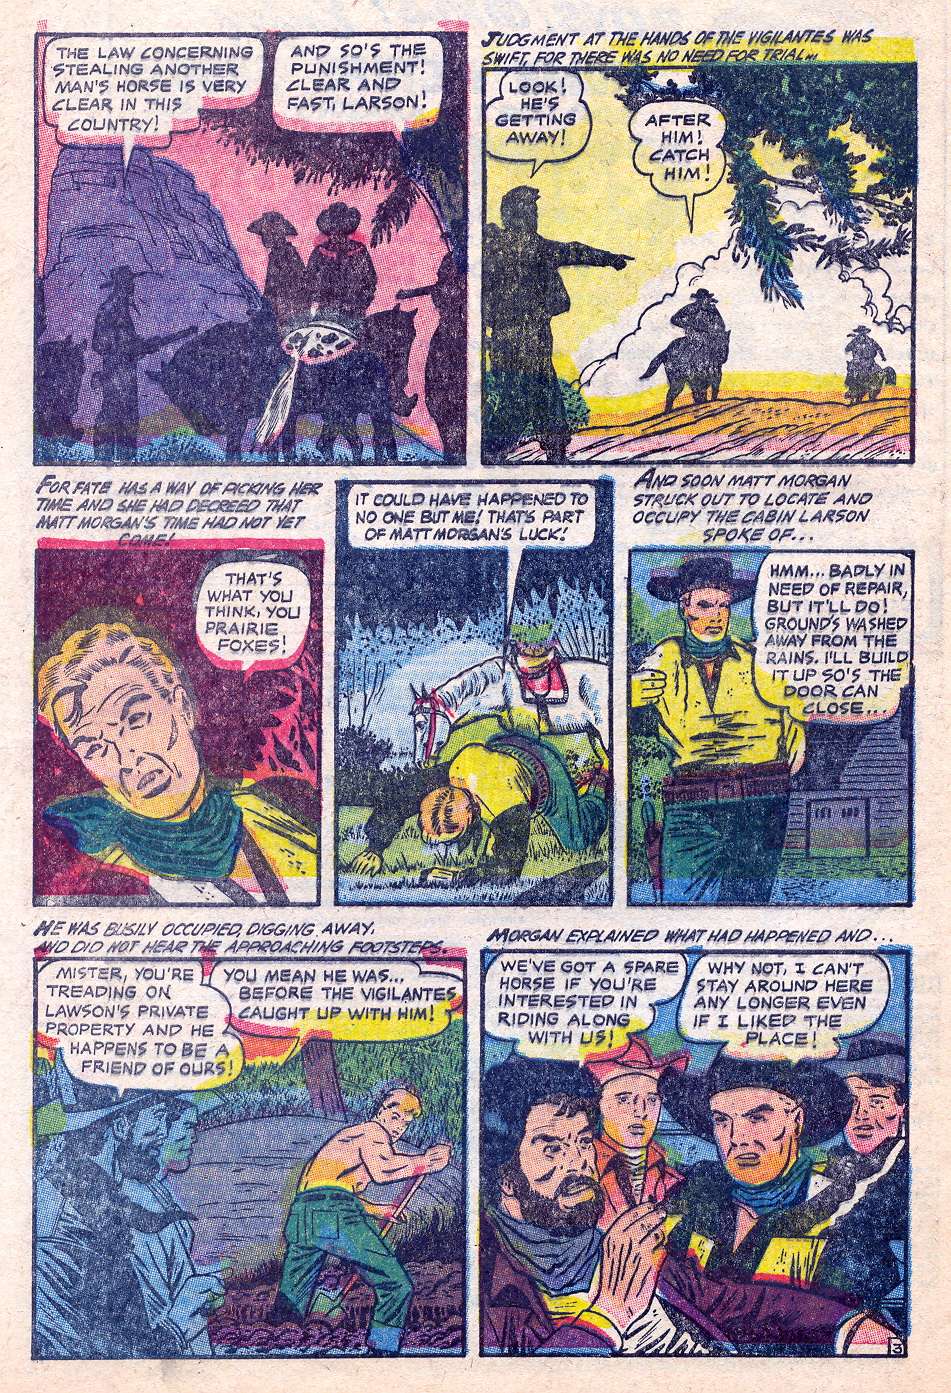 THE LAW CONCERNING
STEALING ANOTHER
MAN'S HORSE IS VERY
CLEAR IN THIS
COUNTRY!
AND SO'S THE
PUNISHMENT!
CLEAR AND
FAST, LARSON!
JUDGMENT AT THE HANDS OF THE VIGILANTES WAS
SWIFT, FOR THERE WAS NO NEED FOR TRIAL...
LOOK!
HE'S
GETTING
AWAY!
AFTER
HIM!
CATCH
HIM!
FOR FATE HAS A WAY OF PICKING HER
TIME AND SHE HAD DECREED THAT
MATT MORGAN'S TIME HAD NOT YET
COME!
THAT'S
WHAT YOU
THINK, YOU
PRAIRIE
FOXES!
IT COULD HAVE HAPPENED TO
NO ONE BUT ME! THAT'S PART
OF MATT MORGAN'S LUCK!
AND SOON MATT MORGAN
STRUCK OUT TO LOCATE AND
OCCUPY THE CABIN LARSON
SPOKE OF...
HMM... BADLY IN
NEED OF REPAIR,
BUT IT'LL DO!
GROUND'S WASHED
AWAY FROM THE
RAINS. I'LL BUILD
IT UP SO'S THE
DOOR CAN
CLOSE...
HE WAS BUSILY OCCUPIED, DIGGING, AWAY,
AND DID NOT HEAR THE APPROACHING FOOTSTEPS.
MISTER, YOU'RE
TREADING ON
LAWSON'S PRIVATE
PROPERTY AND HE
HAPPENS TO BE A
FRIEND OF OURS!
YOU MEAN HE WAS...
BEFORE THE VIGILANTES
CAUGHT UP WITH HIM!
MORGAN EXPLAINED WHAT HAD HAPPENED AND...
WE'VE GOT A SPARE
HORSE IF YOU'RE
INTERESTED IN
RIDING ALONG
WITH US!
WHY NOT, I CAN'T
STAY AROUND HERE
ANY LONGER EVEN
IF I LIKED THE
PLACE!
3